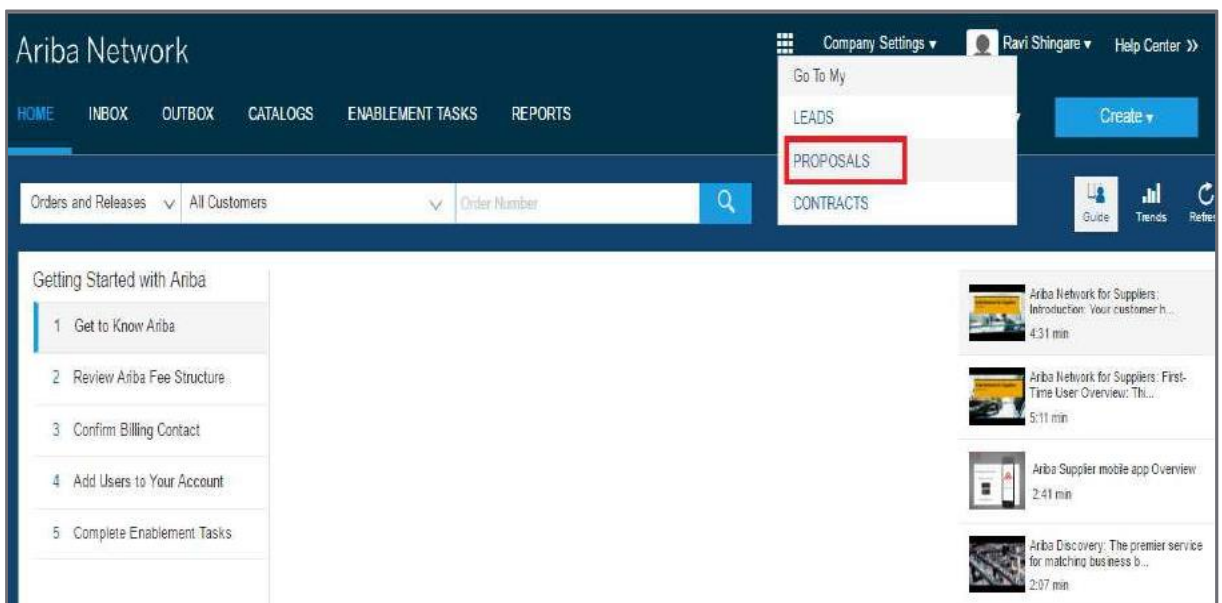 Ariba Network
Company Settings ▾
Ravi Shingare ▾
Help Center »
HOME
INBOX
OUTBOX
CATALOGS
ENABLEMENT TASKS
REPORTS
Create ▾
Go To My
LEADS
PROPOSALS
CONTRACTS
Orders and Releases
All Customers
Order Number
Guide
Trends
Refre
Getting Started with Ariba
1 Get to Know Ariba
2 Review Ariba Fee Structure
3 Confirm Billing Contact
4 Add Users to Your Account
5 Complete Enablement Tasks
Ariba Network for Suppliers:
Introduction: Your customer h...
4:31 min
Ariba Network for Suppliers: First-
Time User Overview: Thi...
5:11 min
Ariba Supplier mobile app Overview
2:41 min
Ariba Discovery: The premier service
for matching business b...
2:07 min